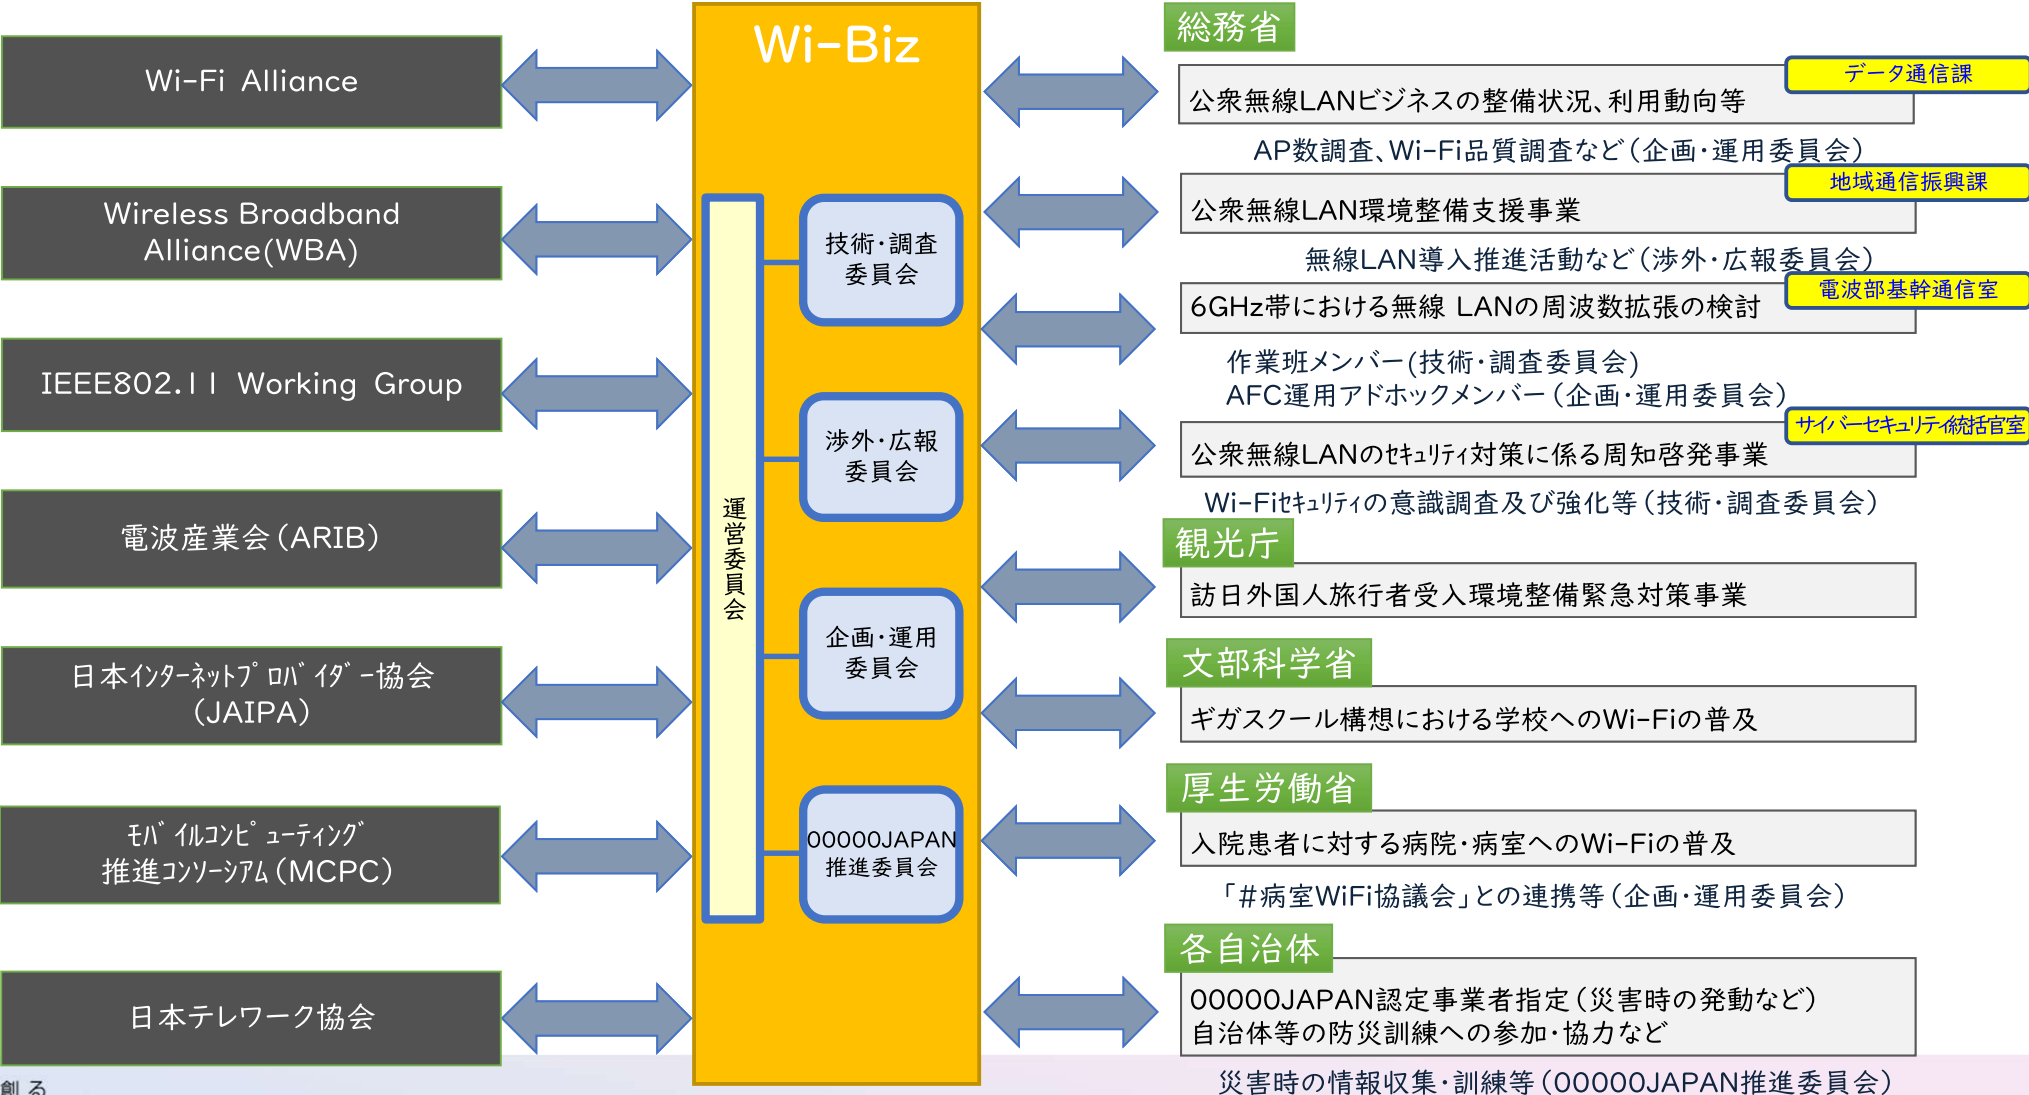 Wi-Fi Alliance
Wireless Broadband
Alliance(WBA)
IEEE802.11 Working Group
電波産業会(ARIB)
日本ｲﾝﾀｰﾈｯﾄﾌﾟﾛﾊﾞｲﾀﾞｰ協会
(JAIPA)
ﾓﾊﾞｲﾙｺﾝﾋﾟｭｰﾃｨﾝｸﾞ
推進ｺﾝｿｰｼｱﾑ(MCPC)
日本テレワーク協会
創る
Wi-Biz
運営委員会
技術・調査
委員会
渉外・広報
委員会
企画・運用
委員会
00000JAPAN
推進委員会
総務省
データ通信課
公衆無線LANビジネスの整備状況、利用動向等
AP数調査、Wi-Fi品質調査など(企画・運用委員会)
地域通信振興課
公衆無線LAN環境整備支援事業
無線LAN導入推進活動など(渉外・広報委員会)
電波部基幹通信室
6GHz帯における無線 LANの周波数拡張の検討
作業班メンバー(技術・調査委員会)
AFC運用アドホックメンバー(企画・運用委員会)
サイバーセキュリティ統括官室
公衆無線LANのｾｷｭﾘﾃｨ対策に係る周知啓発事業
Wi-Fiｾｷｭﾘﾃｨの意識調査及び強化等(技術・調査委員会)
観光庁
訪日外国人旅行者受入環境整備緊急対策事業
文部科学省
ギガスクール構想における学校へのWi-Fiの普及
厚生労働省
入院患者に対する病院・病室へのWi-Fiの普及
「#病室WiFi協議会」との連携等(企画・運用委員会)
各自治体
00000JAPAN認定事業者指定(災害時の発動など)
自治体等の防災訓練への参加・協力など
災害時の情報収集・訓練等(00000JAPAN推進委員会)